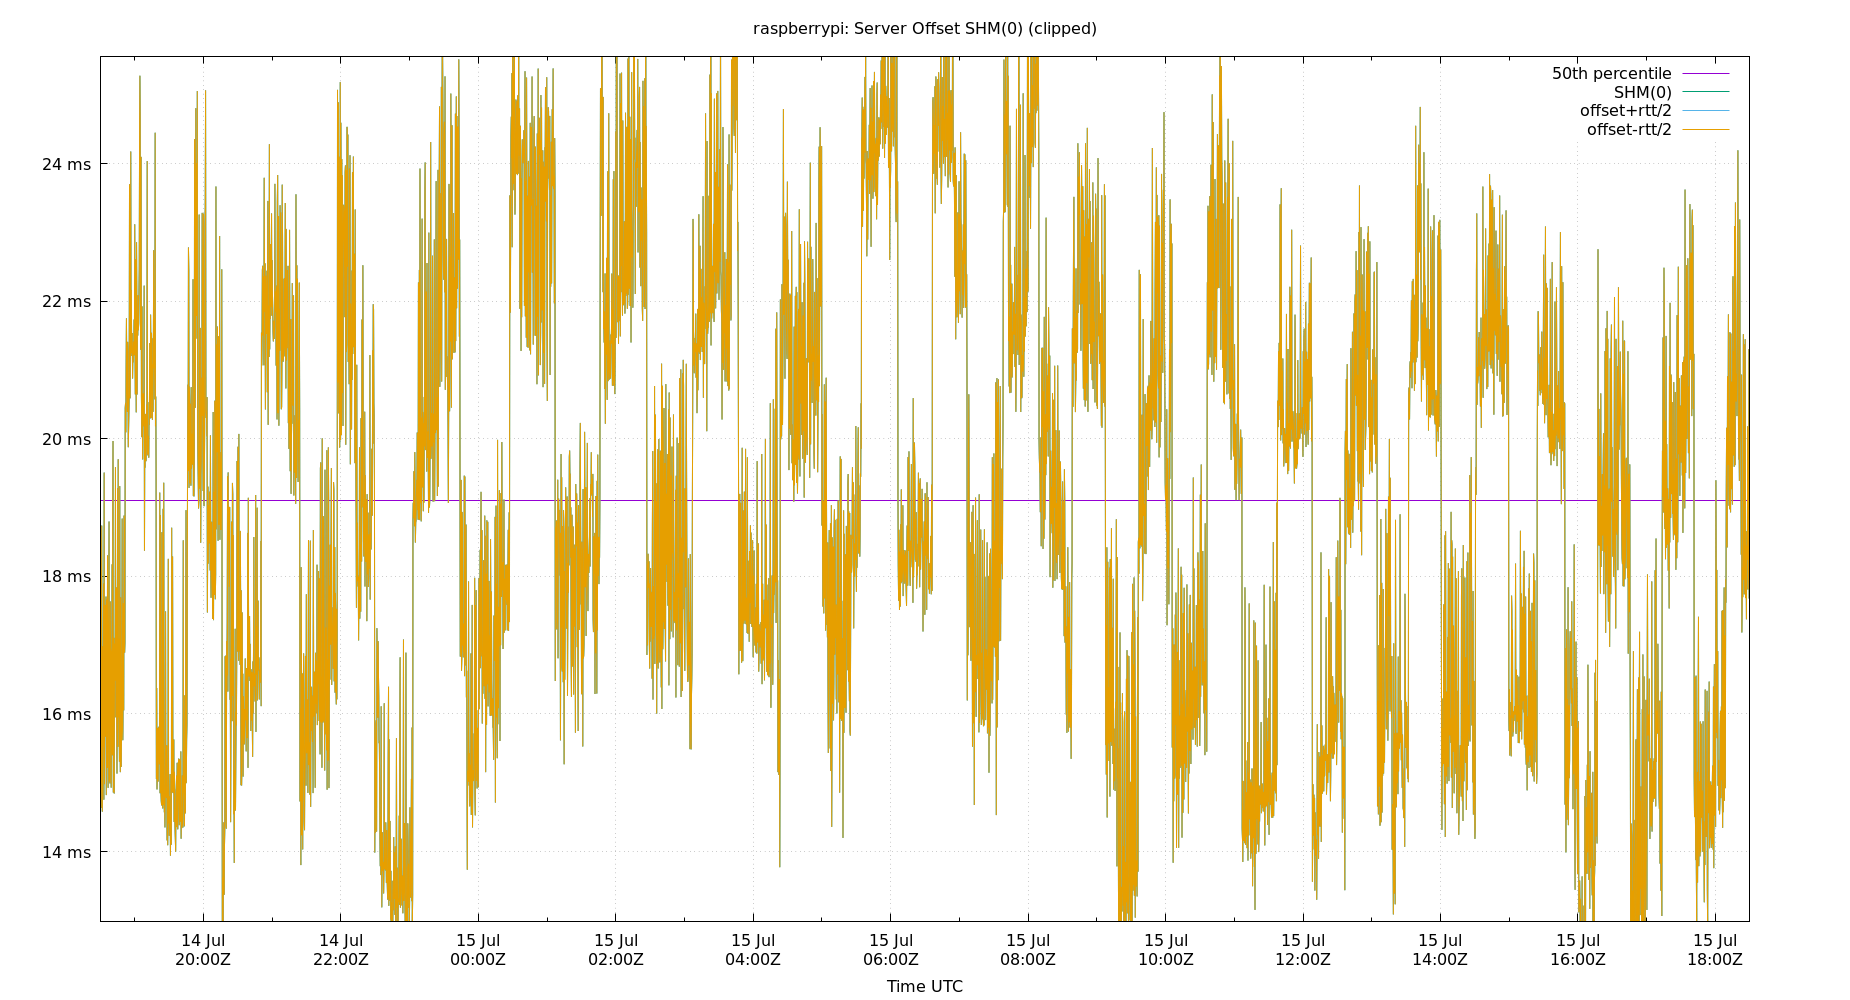 raspberrypi: Server Offset SHM(0) (clipped)
50th percentile
SHM(0)
offset+rtt/2
offset-rtt/2
24 ms
22 ms
20 ms
18 ms
16 ms
14 ms
14 Jul 14 Jul 15 Jul 15 Jul 15 Jul 15 Jul 15 Jul 15 Jul 15 Jul 15 Jul 15 Jul 15 Jul
20:00Z 22:00Z 00:00Z 02:00Z 04:00Z 06:00Z 08:00Z 10:00Z 12:00Z 14:00Z 16:00Z 18:00Z
Time UTC